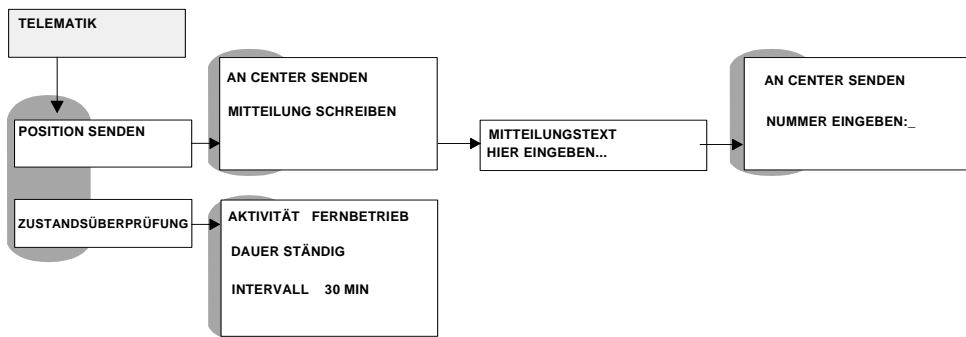 TELEMATIK
POSITION SENDEN
AN CENTER SENDEN
MITTEILUNG SCHREIBEN
MITTEILUNGSTEXT
HIER EINGEBEN...
AN CENTER SENDEN
NUMMER EINGEBEN:_
ZUSTANDSÜBERPRÜFUNG
AKTIVITÄT FERNBETRIEB
DAUER STÄNDIG
INTERVALL 30 MIN